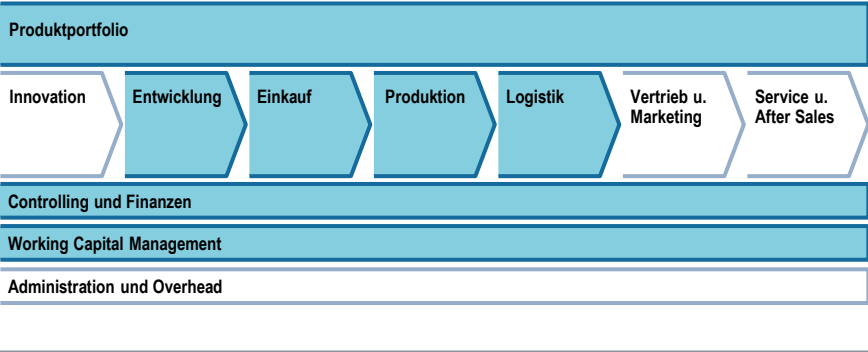 Produktportfolio
Innovation
Entwicklung
Einkauf
Produktion
Logistik
Vertrieb u.
Marketing
Service u.
After Sales
Controlling und Finanzen
Working Capital Management
Administration und Overhead